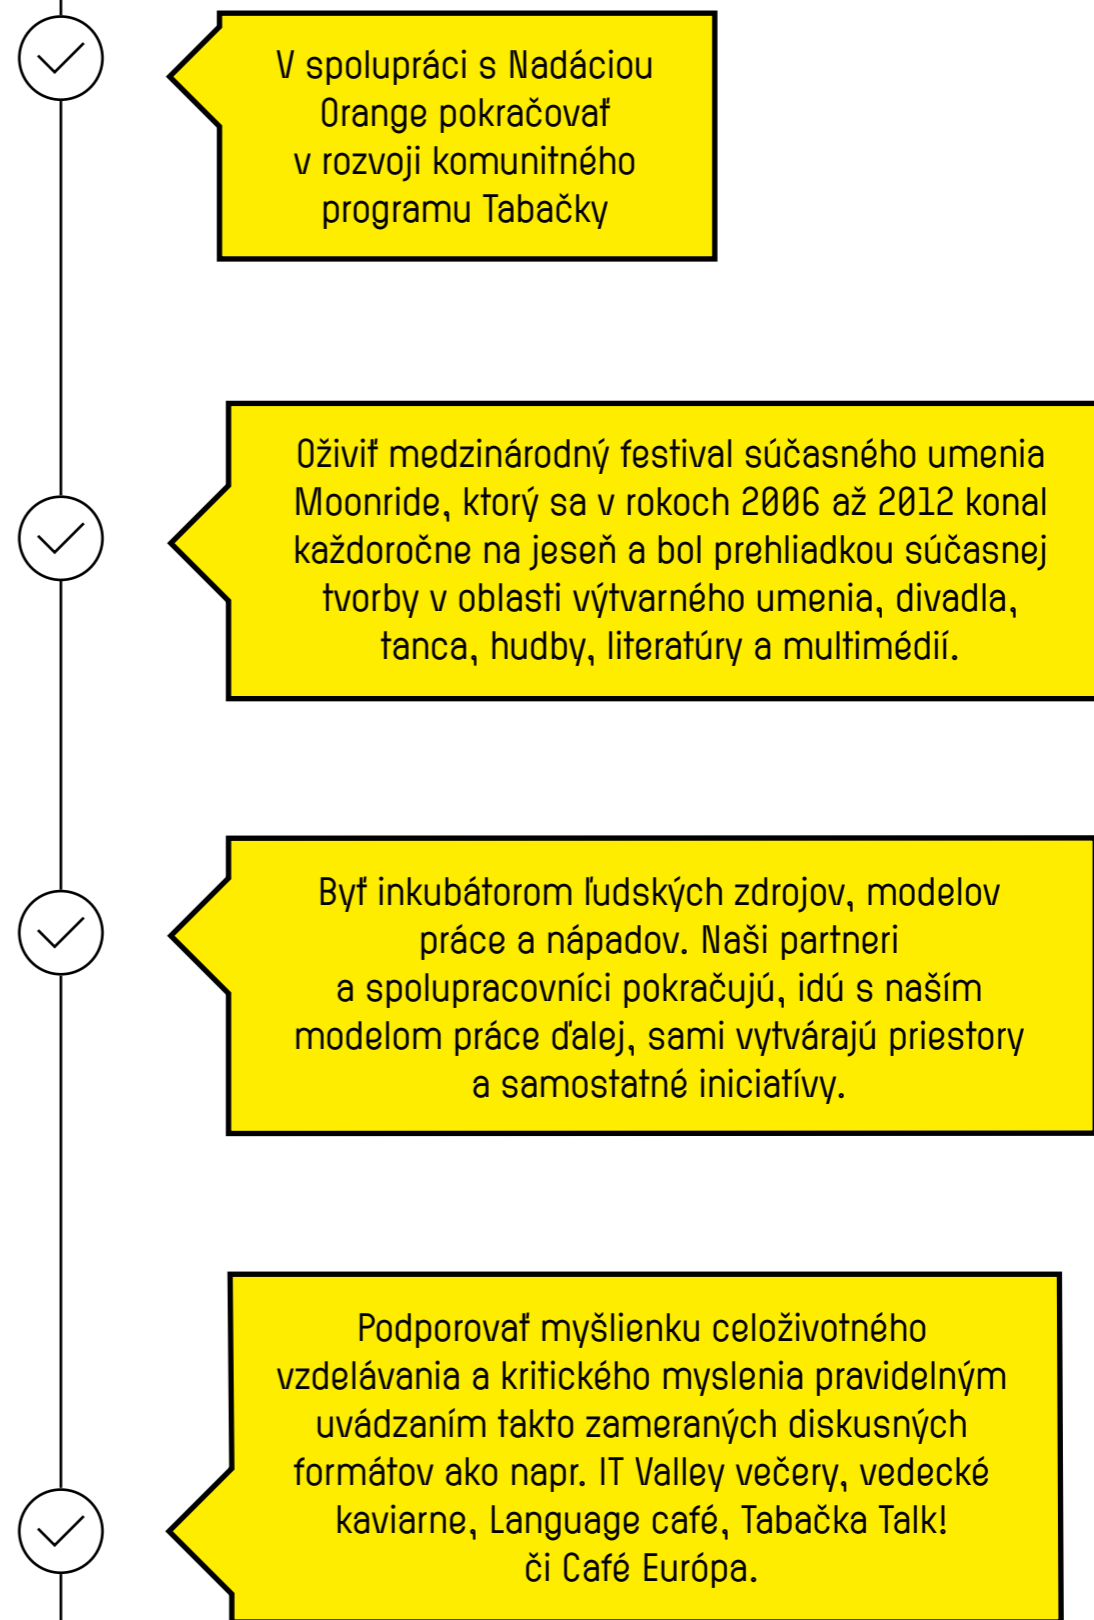 V spolupráci s Nadáciou
Orange pokračovať
v rozvoji komunitného
programu Tabačky
Oživiť medzinárodný festival súčasného umenia
Moonride, ktorý sa v rokoch 2006 až 2012 konal
každoročne na jeseň a bol prehliadkou súčasnej
tvorby v oblasti výtvarného umenia, divadla,
tanca, hudby, literatúry a multimédií.
Byť inkubátorom ľudských zdrojov, modelov
práce a nápadov. Naši partneri
a spolupracovníci pokračujú, idú s naším
modelom práce ďalej, sami vytvárajú priestory
a samostatné iniciatívy.
Podporovať myšlienku celoživotného
vzdelávania a kritického myslenia pravidelným
uvádzaním takto zameraných diskusných
formátov ako napr. IT Valley večery, vedecké
kaviarne, Language café, Tabačka Talk!
či Café Európa.